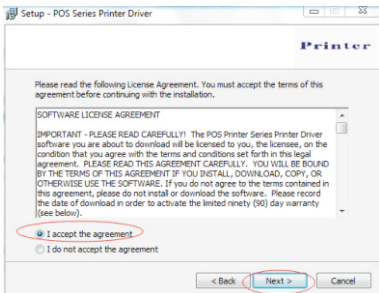 Setup - POS Series Printer Driver
Printer
Please read the following License Agreement. You must accept the terms of this
agreement before continuing with the installation.
SOFTWARE LICENSE AGREEMENT
IMPORTANT - PLEASE READ CAREFULLY! The POS Printer Series Printer Driver
software you are about to download will be licensed to you, the licensee, on the
condition that you agree with the terms and conditions set forth in this legal
agreement. PLEASE READ THIS AGREEMENT CAREFULLY. YOU WILL BE BOUND
BY THE TERMS OF THIS AGREEMENT IF YOU INSTALL, DOWNLOAD, COPY, OR
OTHERWISE USE THE SOFTWARE. If you do not agree to the terms contained in
this agreement, please do not install or download the software. Please record
the date of download in order to activate the limited ninety (90) day warranty
(see below).
I accept the agreement
I do not accept the agreement
< Back Next > Cancel